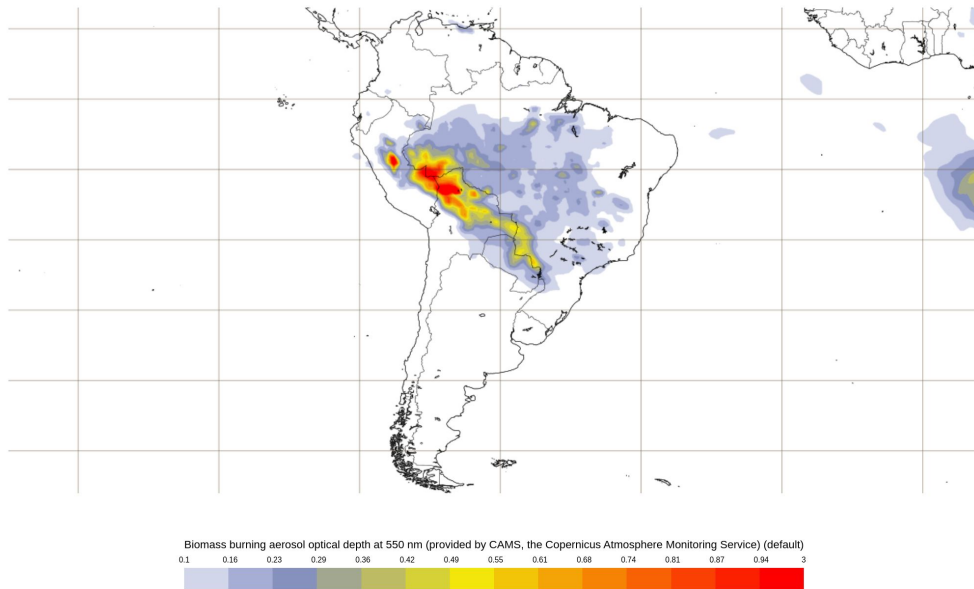 Biomass burning aerosol optical depth at 550 nm (provided by CAMS, the Copernicus Atmosphere Monitoring Service) (default)
0.1 0.16 0.23 0.29 0.36 0.42 0.49 0.55 0.61 0.68 0.74 0.81 0.87 0.94 3